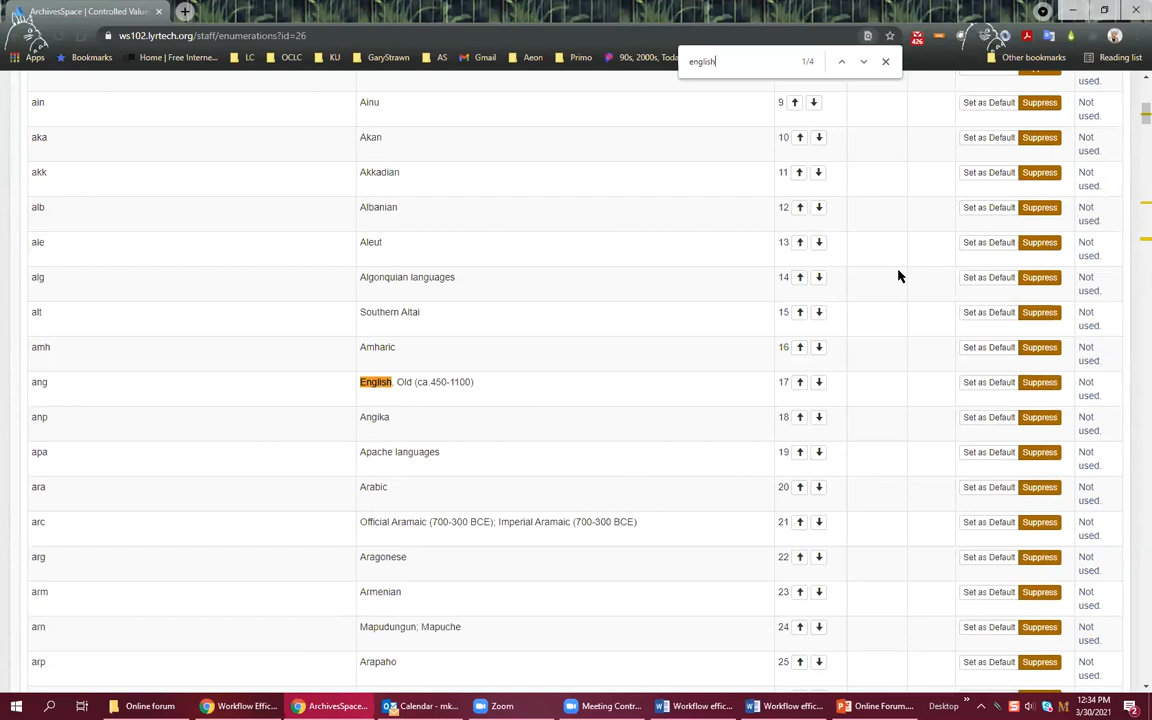 ArchivesSpace | Controlled Value
ws102.lyrtech.org/staff/enumerations?id=26
Apps Bookmarks Home | Free Interne... LC OCLC KU GaryStrawn AS Gmail Aeon Primo 90s, 2000s, Toda Other bookmarks Reading list
english 1/4
426
used.
ain Ainu 9 Set as Default Suppress Not used.
aka Akan 10 Set as Default Suppress Not used.
akk Akkadian 11 Set as Default Suppress Not used.
alb Albanian 12 Set as Default Suppress Not used.
ale Aleut 13 Set as Default Suppress Not used.
alg Algonquian languages 14 Set as Default Suppress Not used.
alt Southern Altai 15 Set as Default Suppress Not used.
amh Amharic 16 Set as Default Suppress Not used.
ang English, Old (ca.450-1100) 17 Set as Default Suppress Not used.
anp Angika 18 Set as Default Suppress Not used.
apa Apache languages 19 Set as Default Suppress Not used.
ara Arabic 20 Set as Default Suppress Not used.
arc Official Aramaic (700-300 BCE); Imperial Aramaic (700-300 BCE) 21 Set as Default Suppress Not used.
arg Aragonese 22 Set as Default Suppress Not used.
arm Armenian 23 Set as Default Suppress Not used.
arn Mapudungun; Mapuche 24 Set as Default Suppress Not used.
arp Arapaho 25 Set as Default Suppress Not used.
Online forum Workflow Effic... ArchivesSpace... Calendar - mk... Zoom Meeting Contr... Workflow effic... Workflow effic... Online Forum.... Desktop
12:34 PM
3/30/2021
2